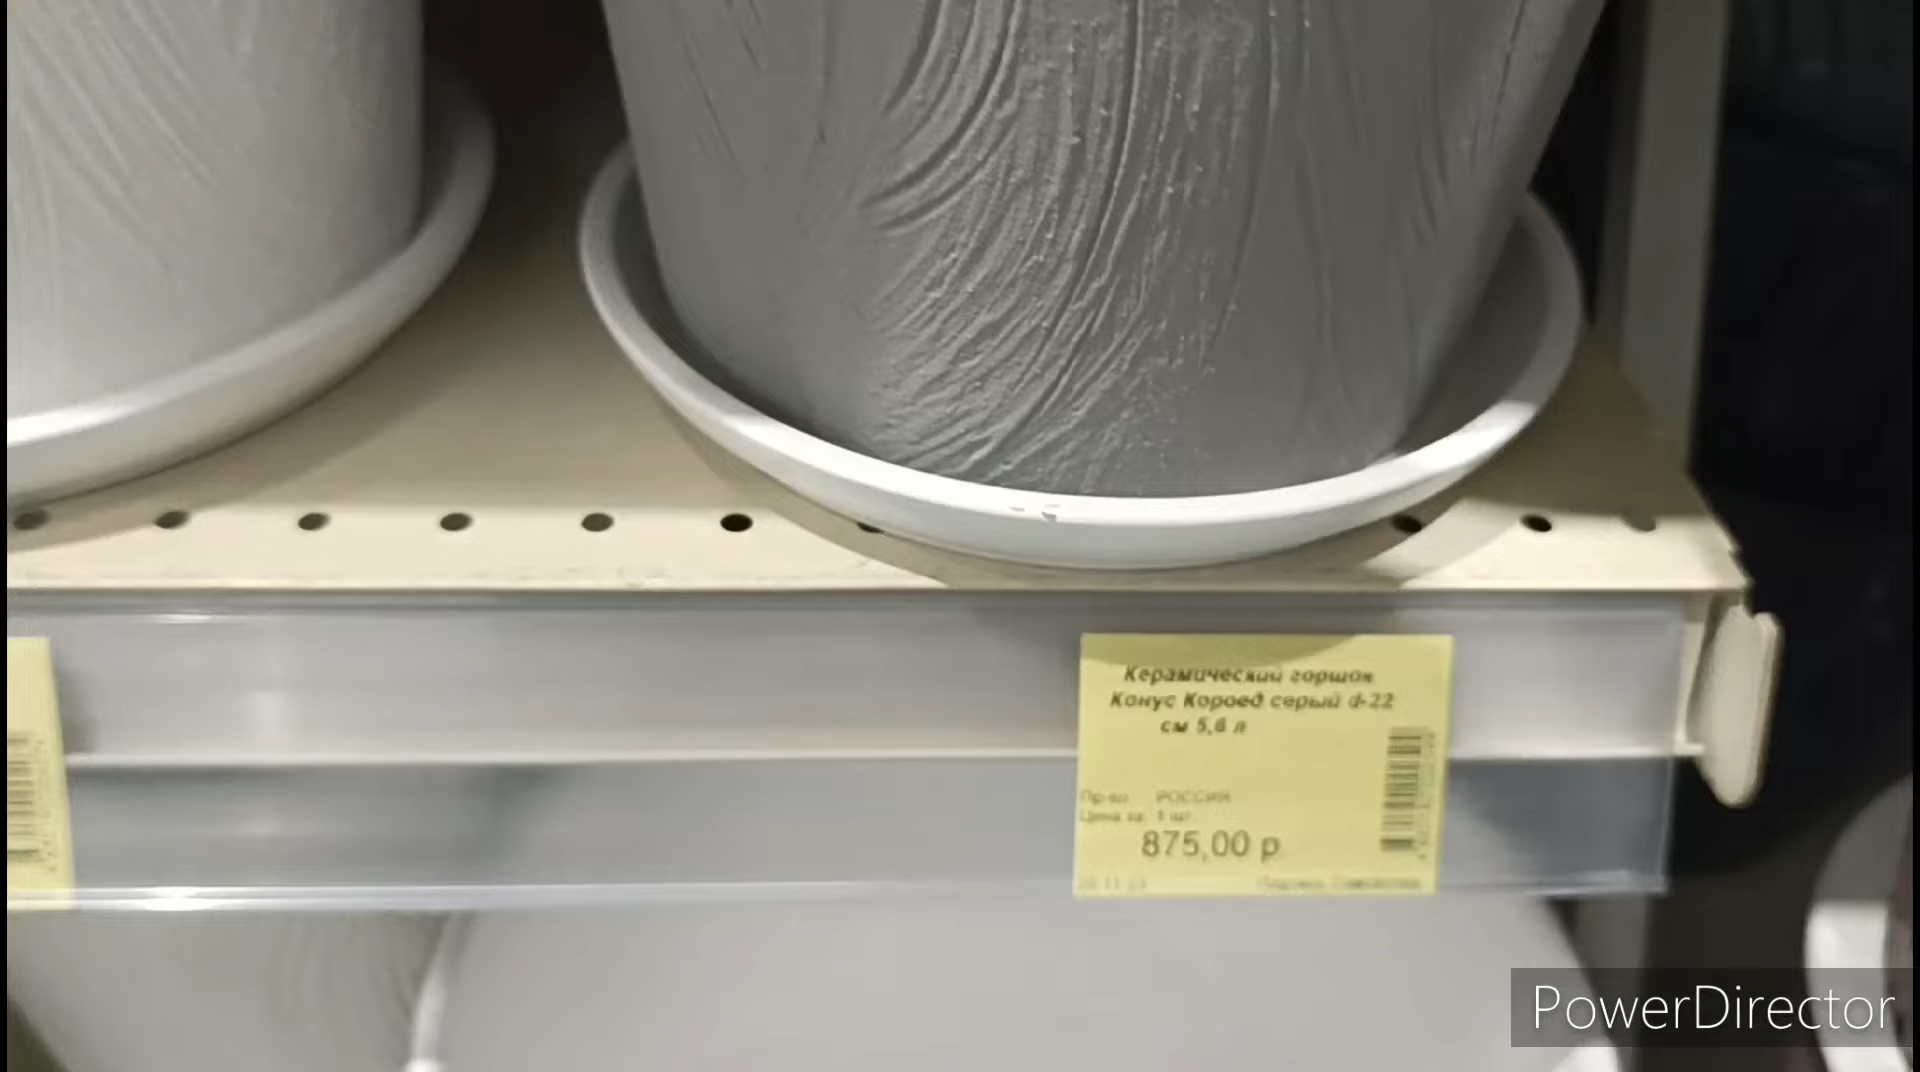 Керамический горшок
Конус Короед серый d-22
см 5,6 л
Пр-во РОССИЯ
Цена за 1 шт.
875,00 р
PowerDirector